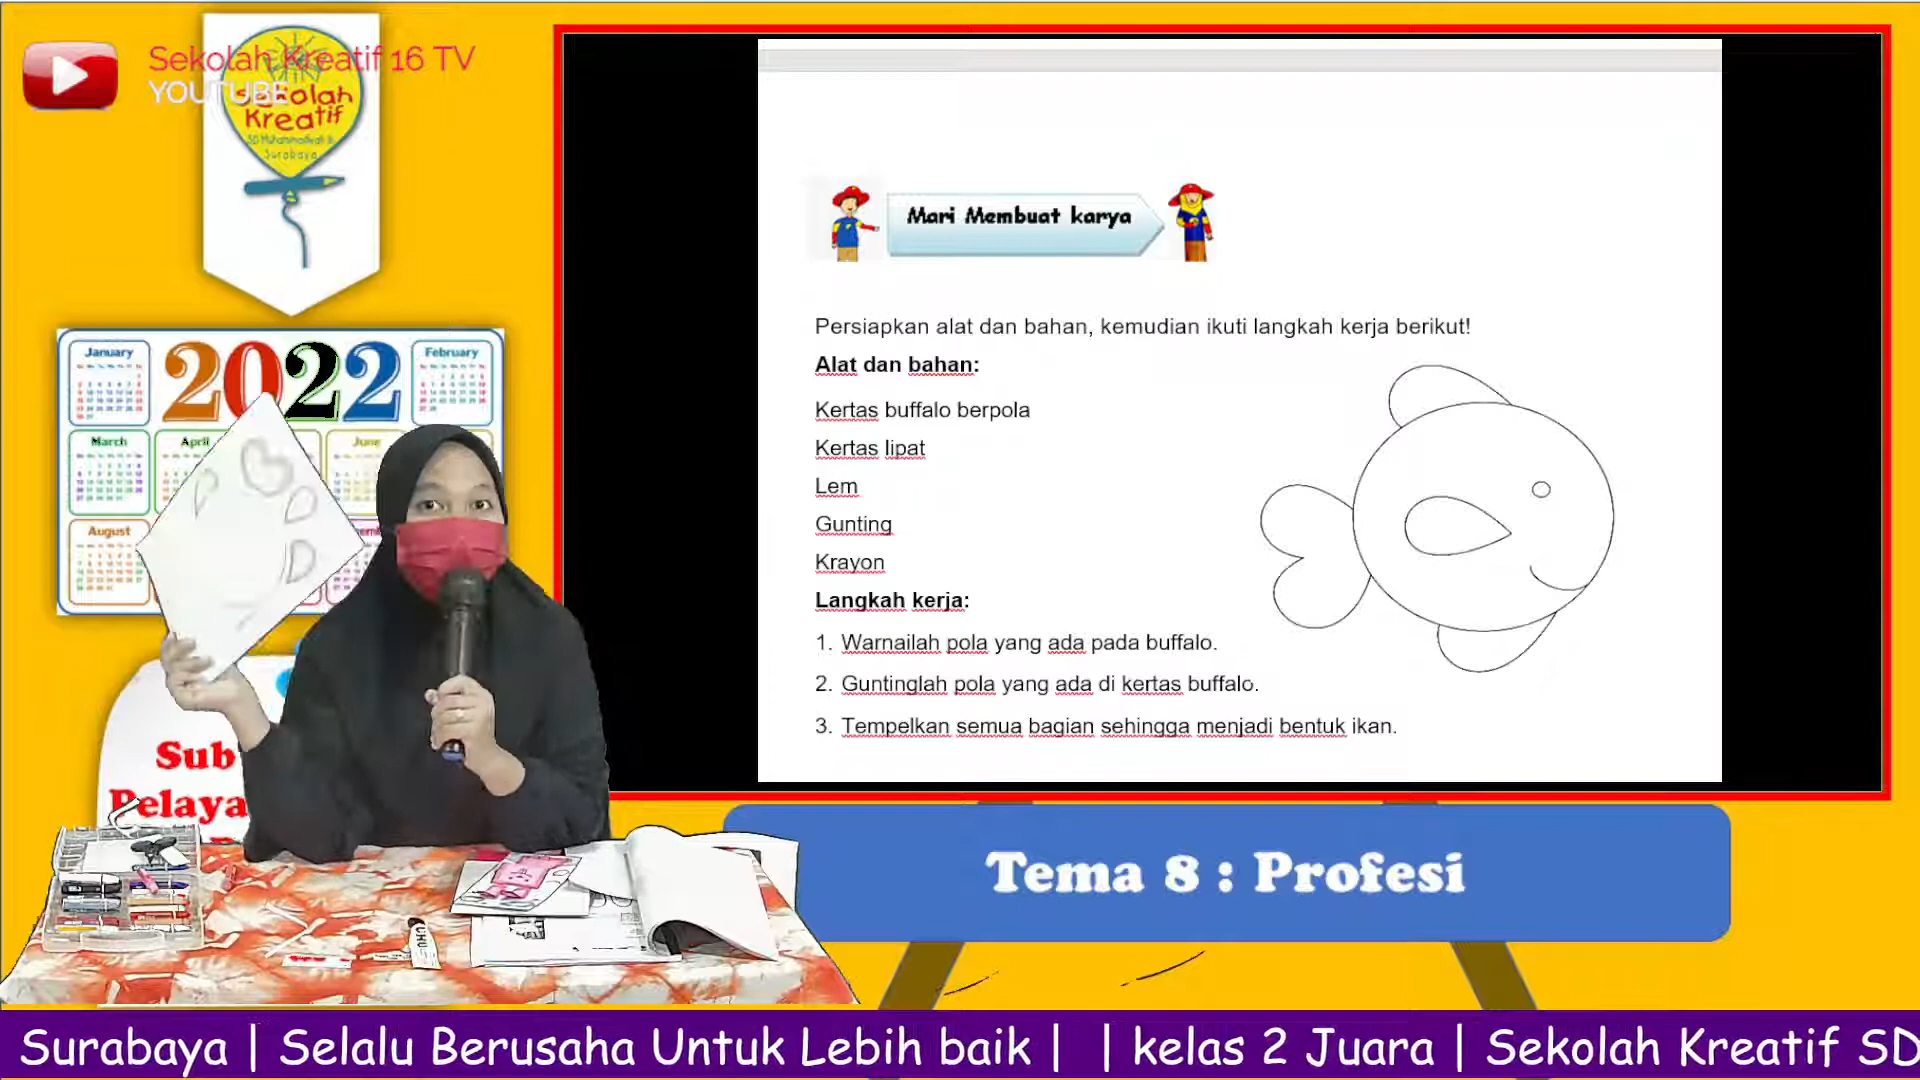 Sekolah Kreatif 16 TV
YOUTUBE
Sekolah
Kreatif
Surabaya
January
2022
February
March
April
June
August
Mari Membuat karya
Persiapkan alat dan bahan, kemudian ikuti langkah kerja berikut!
Alat dan bahan:
Kertas buffalo berpola
Kertas lipat
Lem
Gunting
Krayon
Langkah kerja:
1. Warnailah pola yang ada pada buffalo.
2. Guntinglah pola yang ada di kertas buffalo.
3. Tempelkan semua bagian sehingga menjadi bentuk ikan.
Sub
Pelaya
UHU
Tema 8 : Profesi
Surabaya | Selalu Berusaha Untuk Lebih baik | | kelas 2 Juara | Sekolah Kreatif SD